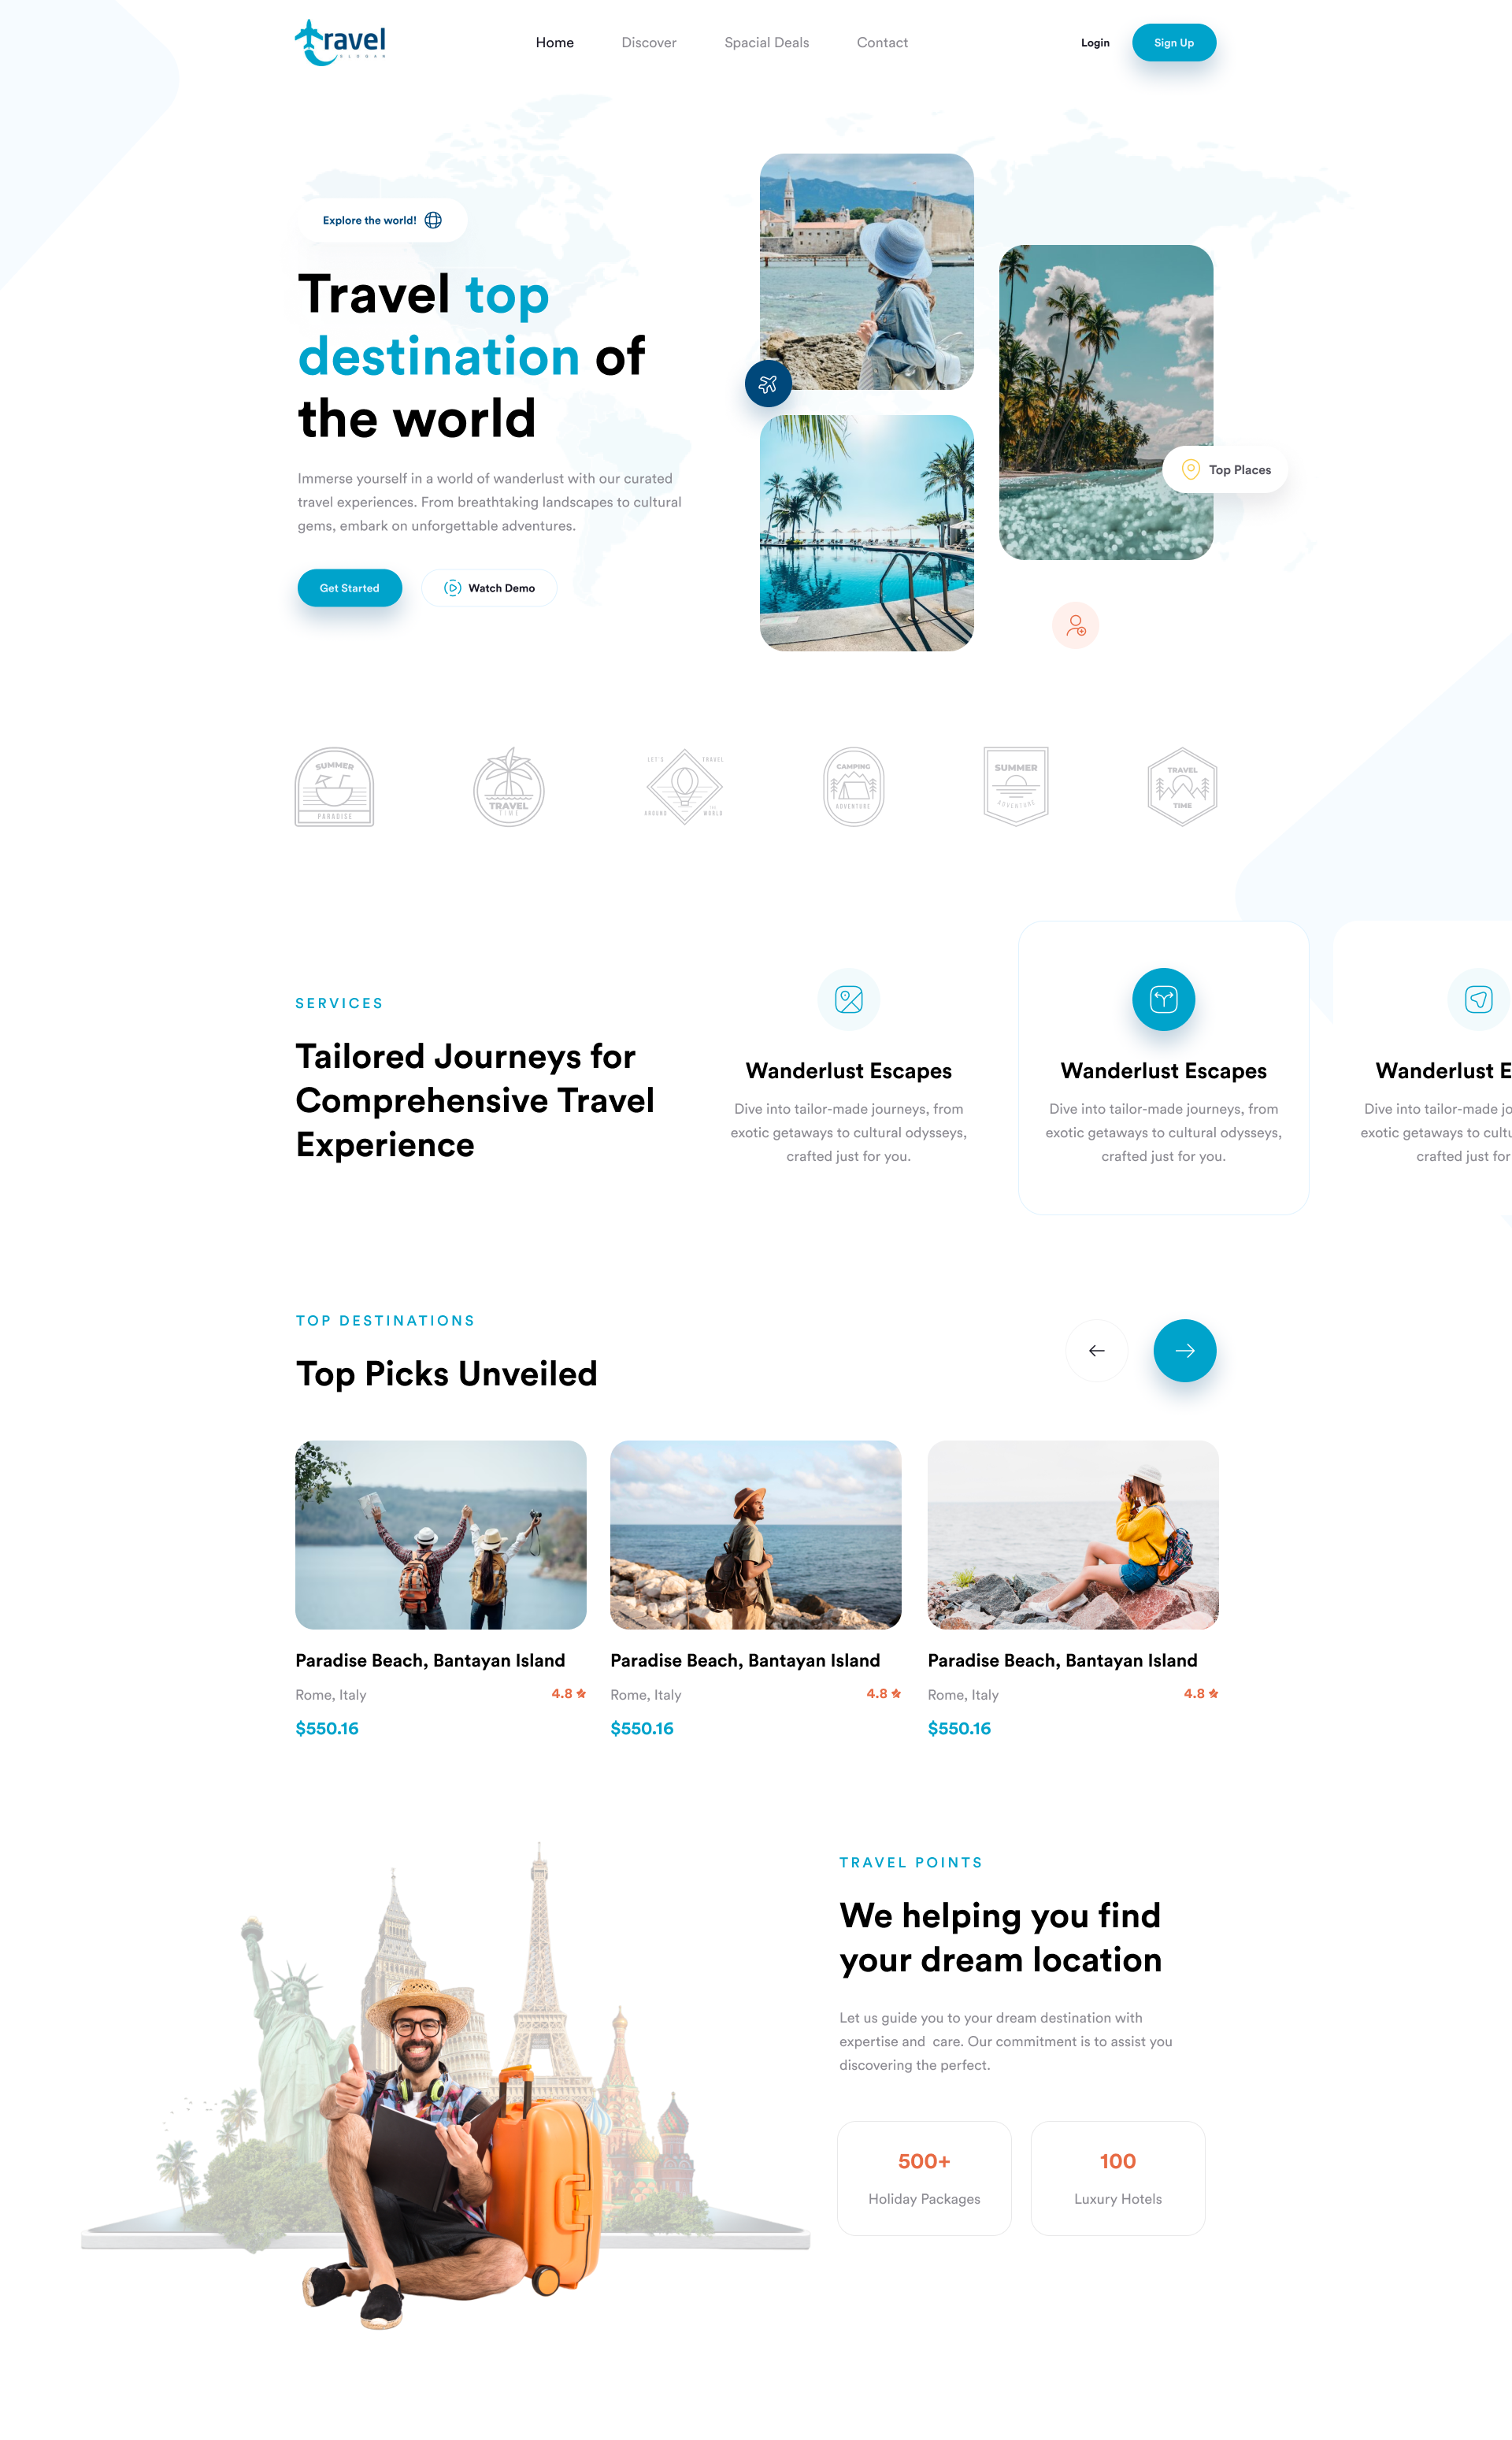 travel
SLOGAN
Home
Discover
Spacial Deals
Contact
Login
Sign Up
Explore the world!
Travel top
destination of
the world
Immerse yourself in a world of wanderlust with our curated
travel experiences. From breathtaking landscapes to cultural
gems, embark on unforgettable adventures.
Get Started
Watch Demo
Top Places
SUMMER
PARADISE
TRAVEL
TIME
LET'S TRAVEL
AROUND THE WORLD
CAMPING
ADVENTURE
SUMMER
ADVENTURE
TRAVEL
TIME
SERVICES
Tailored Journeys for
Comprehensive Travel
Experience
Wanderlust Escapes
Dive into tailor-made journeys, from
exotic getaways to cultural odysseys,
crafted just for you.
Wanderlust Escapes
Dive into tailor-made journeys, from
exotic getaways to cultural odysseys,
crafted just for you.
Wanderlust E
Dive into tailor-made jo
exotic getaways to cultu
crafted just for
TOP DESTINATIONS
Top Picks Unveiled
Paradise Beach, Bantayan Island
Rome, Italy
4.8
$550.16
Paradise Beach, Bantayan Island
Rome, Italy
4.8
$550.16
Paradise Beach, Bantayan Island
Rome, Italy
4.8
$550.16
TRAVEL POINTS
We helping you find
your dream location
Let us guide you to your dream destination with
expertise and  care. Our commitment is to assist you
discovering the perfect.
500+
Holiday Packages
100
Luxury Hotels